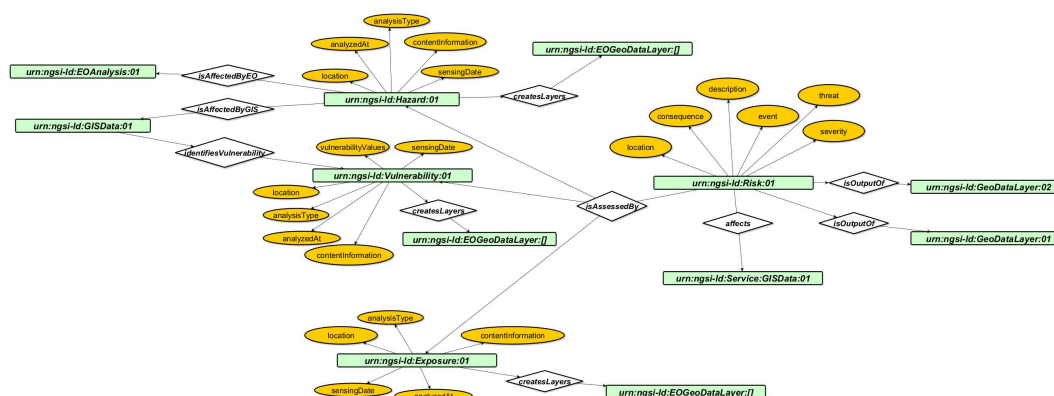 analysisType
analyzedAt
contentInformation
urn:ngsi-ld:EOGeoDataLayer:[]
urn:ngsi-ld:EOAnalysis:01
isAffectedByEO
location
sensingDate
urn:ngsi-ld:Hazard:01
createsLayers
isAffectedByGIS
urn:ngsi-ld:GISData:01
description
threat
consequence
event
severity
location
identifiesVulnerability
vulnerabilityValues
sensingDate
urn:ngsi-ld:Vulnerability:01
urn:ngsi-ld:Risk:01
isOutputOf
urn:ngsi-ld:GeoDataLayer:02
location
createsLayers
isAssessedBy
analysisType
affects
isOutputOf
analyzedAt
urn:ngsi-ld:EOGeoDataLayer:[]
urn:ngsi-ld:GeoDataLayer:01
contentInformation
urn:ngsi-ld:Service:GISData:01
analysisType
location
contentInformation
urn:ngsi-ld:Exposure:01
createsLayers
sensingDate
analyzedAt
urn:ngsi-ld:EOGeoDataLayer:[]